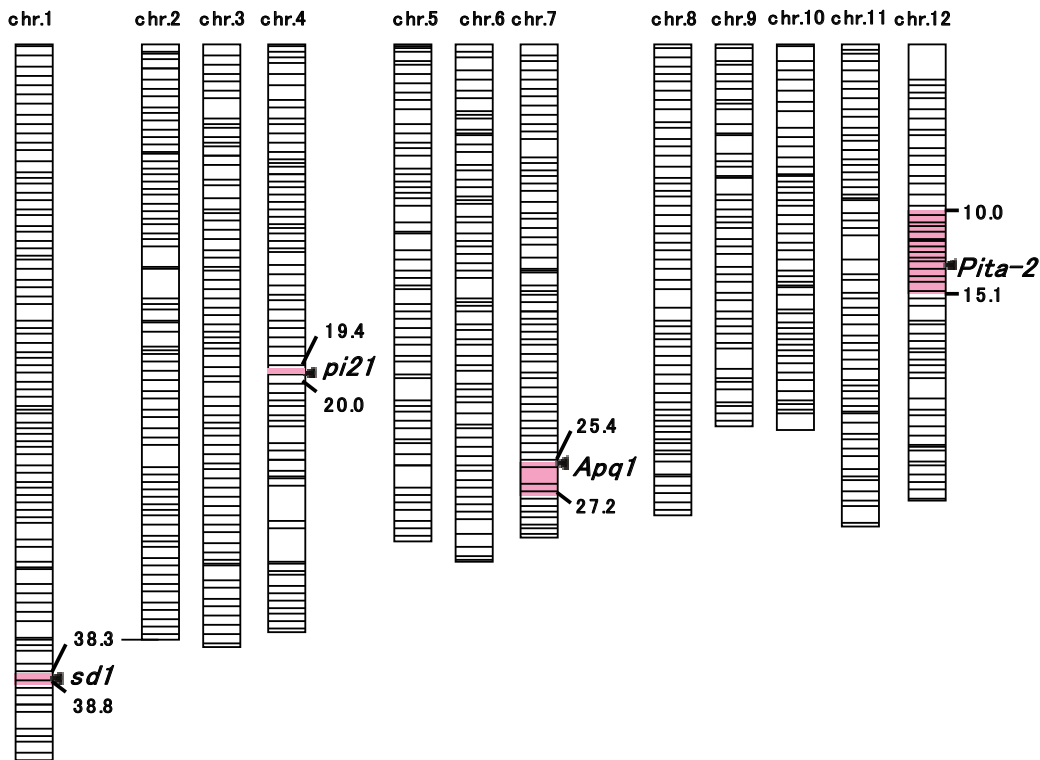 chr.1 chr.2 chr.3 chr.4 chr.5 chr.6 chr.7 chr.8 chr.9 chr.10 chr.11 chr.12
10.0
Pita-2
15.1
19.4
pi21
20.0
25.4
Apq1
27.2
38.3
sd1
38.8